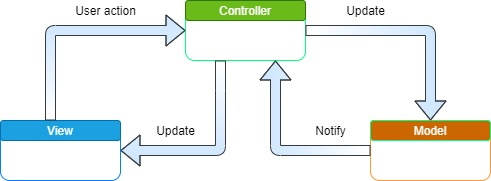 User action
Controller
Update
View
Update
Notify
Model